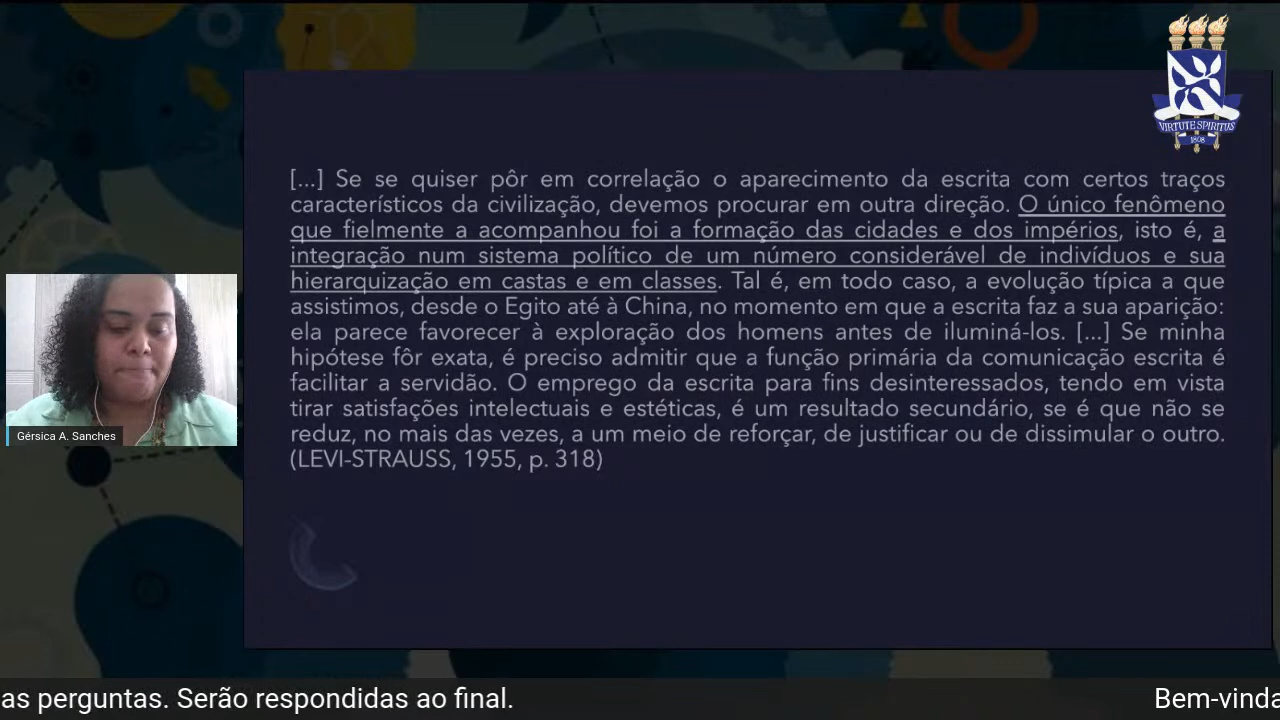 VIRTUTE SPIRITUS
1808
[...] Se se quiser pôr em correlação o aparecimento da escrita com certos traços
característicos da civilização, devemos procurar em outra direção. O único fenômeno
que fielmente a acompanhou foi a formação das cidades e dos impérios, isto é, a
integração num sistema político de um número considerável de indivíduos e sua
hierarquização em castas e em classes. Tal é, em todo caso, a evolução típica a que
assistimos, desde o Egito até à China, no momento em que a escrita faz a sua aparição:
ela parece favorecer à exploração dos homens antes de iluminá-los. [...] Se minha
hipótese fôr exata, é preciso admitir que a função primária da comunicação escrita é
facilitar a servidão. O emprego da escrita para fins desinteressados, tendo em vista
tirar satisfações intelectuais e estéticas, é um resultado secundário, se é que não se
reduz, no mais das vezes, a um meio de reforçar, de justificar ou de dissimular o outro.
(LEVI-STRAUSS, 1955, p. 318)
Gérsica A. Sanches
as perguntas. Serão respondidas ao final.
Bem-vinda